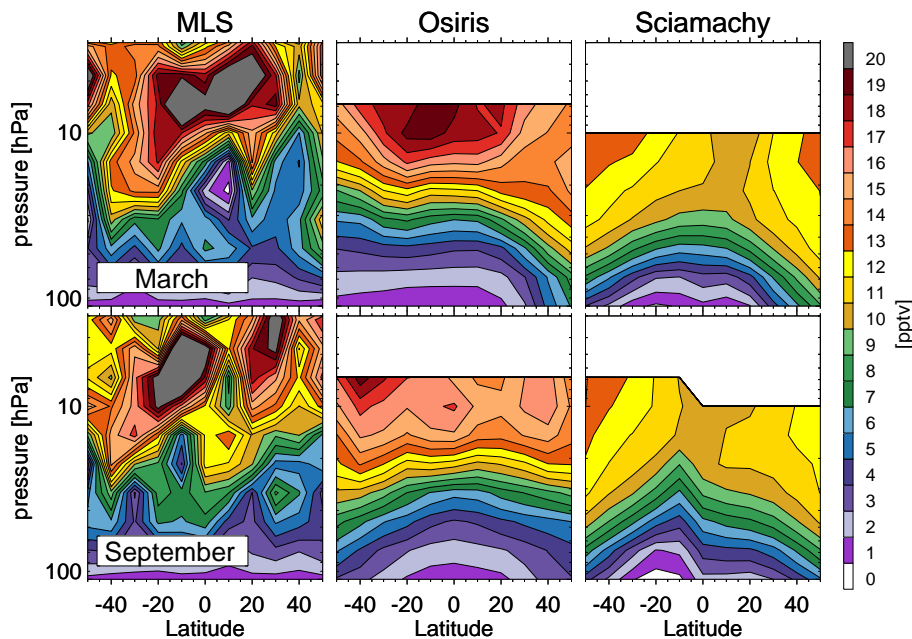 MLS Osiris Sciamachy
pressure [hPa]
10
100
March
pressure [hPa]
10
100
September
-40 -20 0 20 40
Latitude
-40 -20 0 20 40
Latitude
-40 -20 0 20 40
Latitude
20
19
18
17
16
15
14
13
12
11
10
9
8
7
6
5
4
3
2
1
0
[pptv]